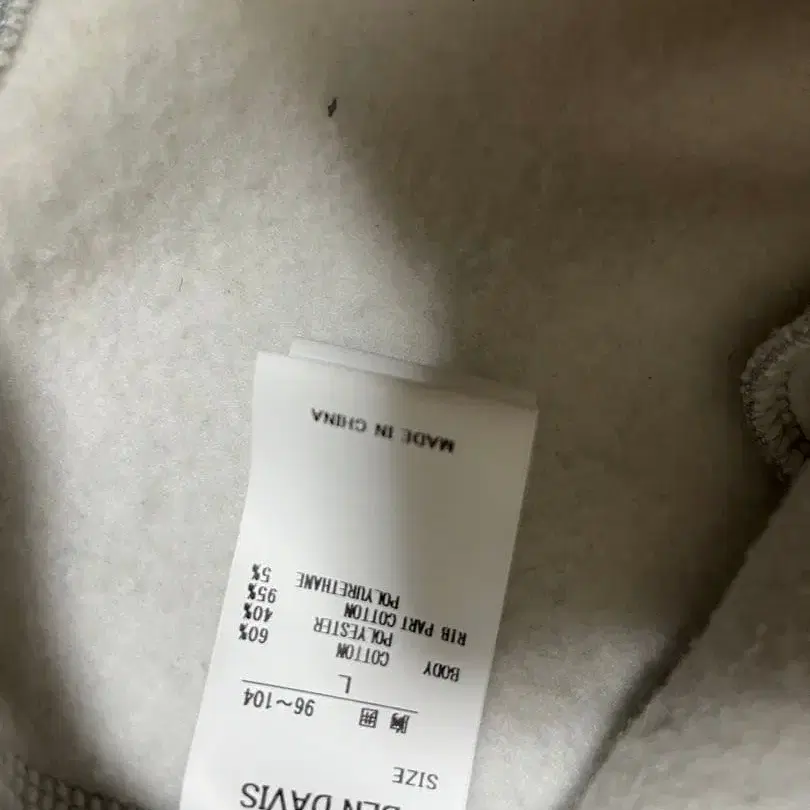 BEN DAVIS
SIZE
胸囲 96~104
L
BODY COTTON 60%
POLYESTER 40%
RIB PART COTTON 95%
POLYURETHANE 5%
MADE IN CHINA